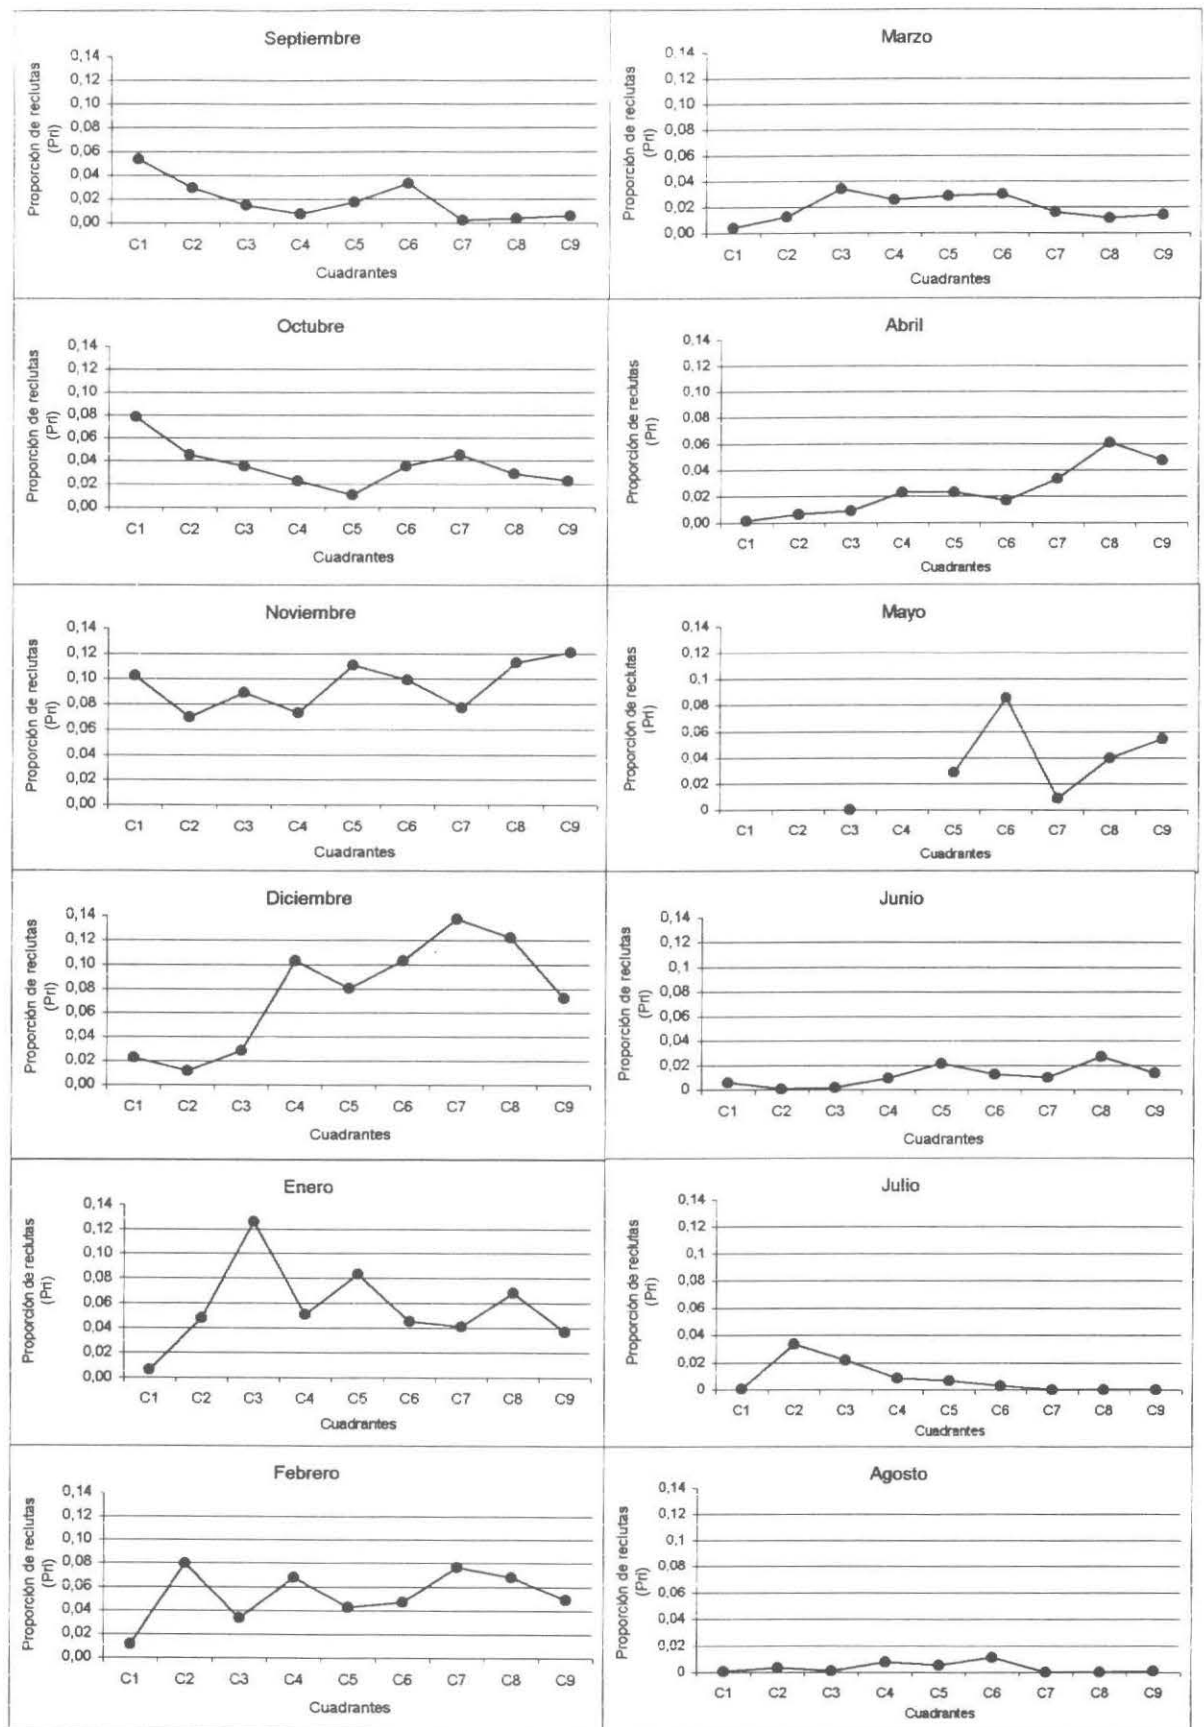 Septiembre
Proporción de reclutas
(Pri)
0,14
0,12
0,10
0,08
0,06
0,04
0,02
0,00
C1 C2 C3 C4 C5 C6 C7 C8 C9
Cuadrantes
Marzo
Proporción de reclutas
(Pri)
0,14
0,12
0,10
0,08
0,06
0,04
0,02
0,00
C1 C2 C3 C4 C5 C6 C7 C8 C9
Cuadrantes
Octubre
Proporción de reclutas
(Pri)
0,14
0,12
0,10
0,08
0,06
0,04
0,02
0,00
C1 C2 C3 C4 C5 C6 C7 C8 C9
Cuadrantes
Abril
Proporción de reclutas
(Pri)
0,14
0,12
0,10
0,08
0,06
0,04
0,02
0,00
C1 C2 C3 C4 C5 C6 C7 C8 C9
Cuadrantes
Noviembre
Proporción de reclutas
(Pri)
0,14
0,12
0,10
0,08
0,06
0,04
0,02
0,00
C1 C2 C3 C4 C5 C6 C7 C8 C9
Cuadrantes
Mayo
Proporción de reclutas
(Pri)
0,14
0,12
0,1
0,08
0,06
0,04
0,02
0
C1 C2 C3 C4 C5 C6 C7 C8 C9
Cuadrantes
Diciembre
Proporción de reclutas
(Pri)
0,14
0,12
0,10
0,08
0,06
0,04
0,02
0,00
C1 C2 C3 C4 C5 C6 C7 C8 C9
Cuadrantes
Junio
Proporción de reclutas
(Pri)
0,14
0,12
0,1
0,08
0,06
0,04
0,02
0
C1 C2 C3 C4 C5 C6 C7 C8 C9
Cuadrantes
Enero
Proporción de reclutas
(Pri)
0,14
0,12
0,10
0,08
0,06
0,04
0,02
0,00
C1 C2 C3 C4 C5 C6 C7 C8 C9
Cuadrantes
Julio
Proporción de reclutas
(Pri)
0,14
0,12
0,1
0,08
0,06
0,04
0,02
0
C1 C2 C3 C4 C5 C6 C7 C8 C9
Cuadrantes
Febrero
Proporción de reclutas
(Pri)
0,14
0,12
0,10
0,08
0,06
0,04
0,02
0,00
C1 C2 C3 C4 C5 C6 C7 C8 C9
Cuadrantes
Agosto
Proporción de reclutas
(Pri)
0,14
0,12
0,1
0,08
0,06
0,04
0,02
0
C1 C2 C3 C4 C5 C6 C7 C8 C9
Cuadrantes